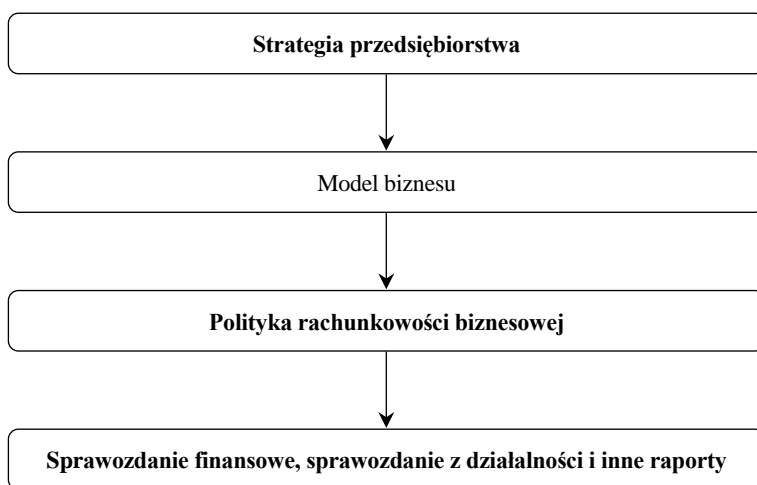 Strategia przedsiębiorstwa
Model biznesu
Polityka rachunkowości biznesowej
Sprawozdanie finansowe, sprawozdanie z działalności i inne raporty